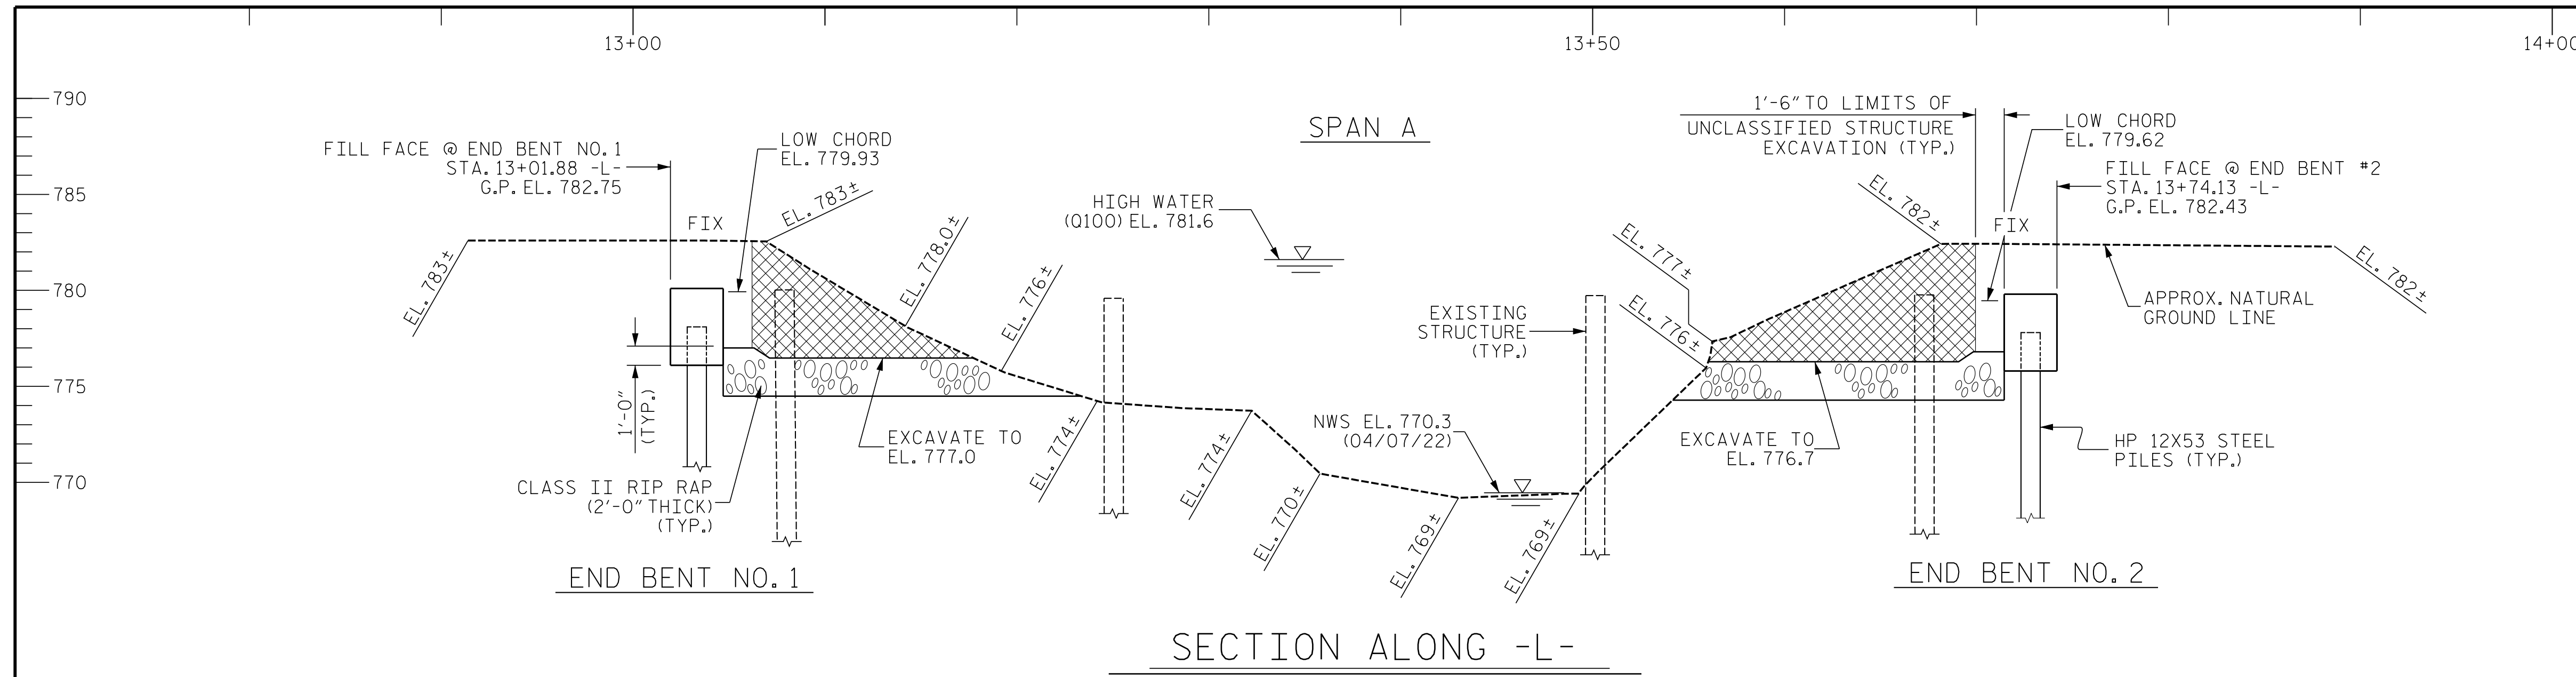 13+00
13+50
14+00
790
785
780
775
770
FILL FACE @ END BENT NO. 1
STA. 13+01.88 -L-
G.P. EL. 782.75
LOW CHORD
EL. 779.93
FIX
EL. 783±
EL. 783±
EL. 778.0±
EL. 776±
SPAN A
HIGH WATER
(Q100) EL. 781.6
1'-6" TO LIMITS OF
UNCLASSIFIED STRUCTURE
EXCAVATION (TYP.)
LOW CHORD
EL. 779.62
FILL FACE @ END BENT #2
STA. 13+74.13 -L-
G.P. EL. 782.43
FIX
EL. 782±
EL. 777±
EL. 776±
EL. 782±
APPROX. NATURAL
GROUND LINE
EXISTING
STRUCTURE
(TYP.)
1'-0"
(TYP.)
EXCAVATE TO
EL. 777.0
CLASS II RIP RAP
(2'-0" THICK)
(TYP.)
EL. 774±
EL. 774±
EL. 770±
NWS EL. 770.3
(04/07/22)
EL. 769±
EL. 769±
EXCAVATE TO
EL. 776.7
HP 12X53 STEEL
PILES (TYP.)
END BENT NO. 1
END BENT NO. 2
SECTION ALONG -L-